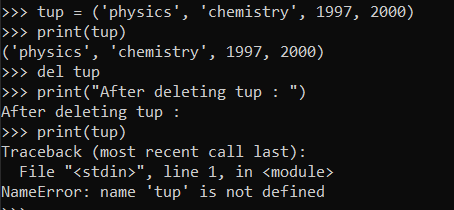 >>> tup = ('physics', 'chemistry', 1997, 2000)
>>> print(tup)
('physics', 'chemistry', 1997, 2000)
>>> del tup
>>> print("After deleting tup : ")
After deleting tup :
>>> print(tup)
Traceback (most recent call last):
  File "<stdin>", line 1, in <module>
NameError: name 'tup' is not defined
>>>